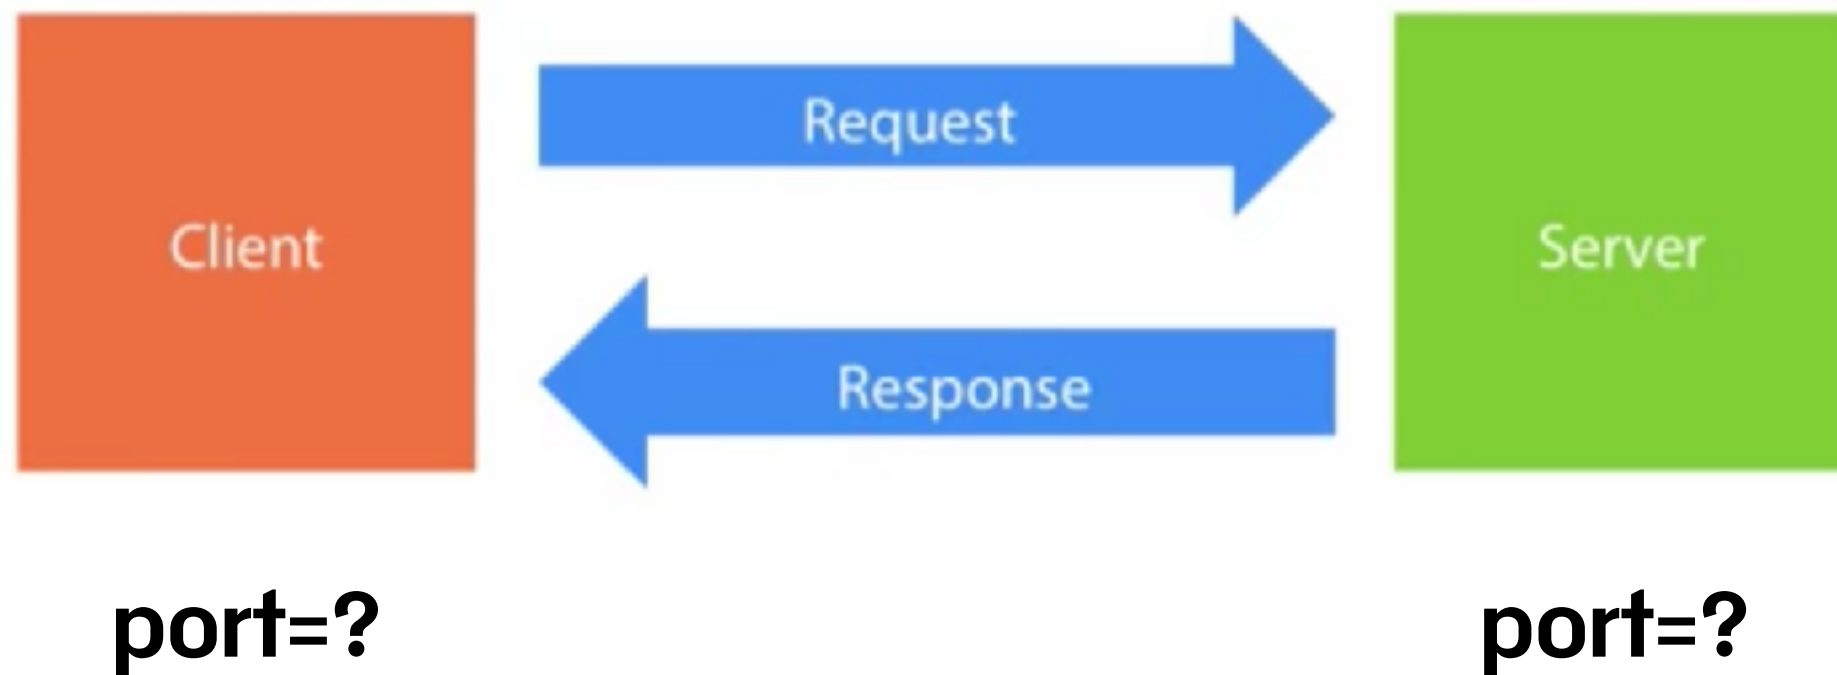 Request
Client
Server
Response
port=?
port=?